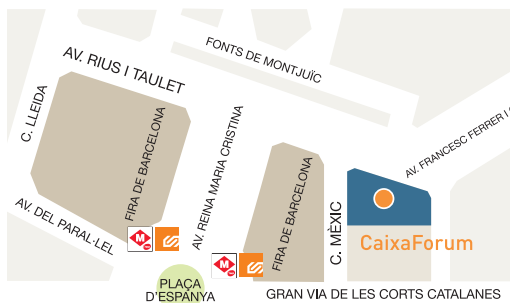 FONTS DE MONTJUÏC
AV. RIUS I TAULET
C. LLEIDA
FIRA DE BARCELONA
AV. REINA MARIA CRISTINA
FIRA DE BARCELONA
C. MÈXIC
AV. FRANCESC FERRER I
AV. DEL PARAL·LEL
M
M
CaixaForum
PLAÇA
D'ESPANYA
GRAN VIA DE LES CORTS CATALANES